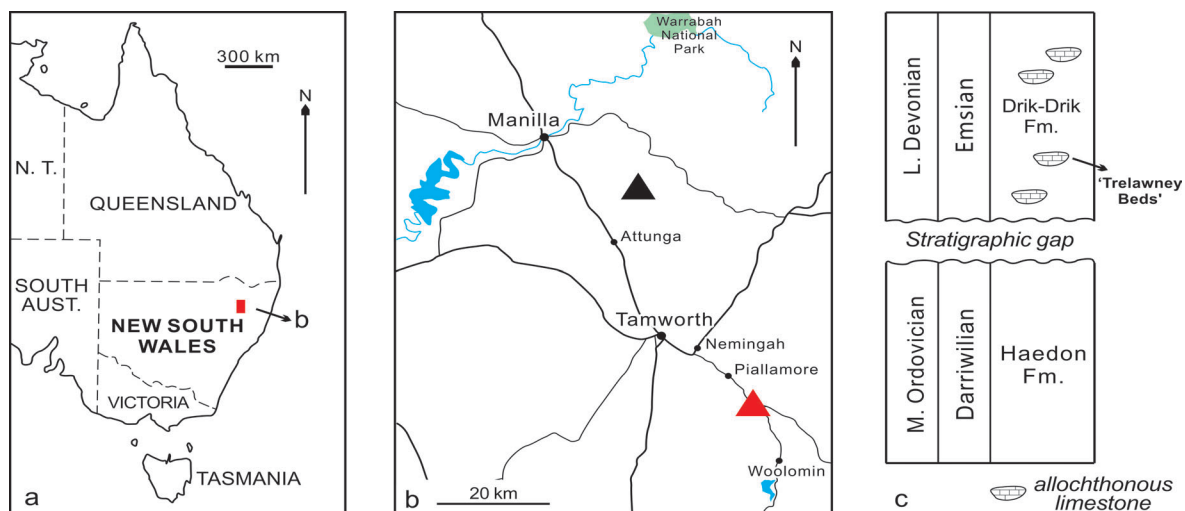 300 km
N
N. T.
QUEENSLAND
SOUTH
AUST.
NEW SOUTH
WALES
b
VICTORIA
TASMANIA
a
Warrabah
National
Park
N
Manilla
Attunga
Tamworth
Nemingah
Piallamore
Woolomin
20 km
b
L. Devonian
Emsian
Drik-Drik
Fm.
'Trelawney
Beds'
Stratigraphic gap
M. Ordovician
Darriwilian
Haedon
Fm.
c
allochthonous
limestone